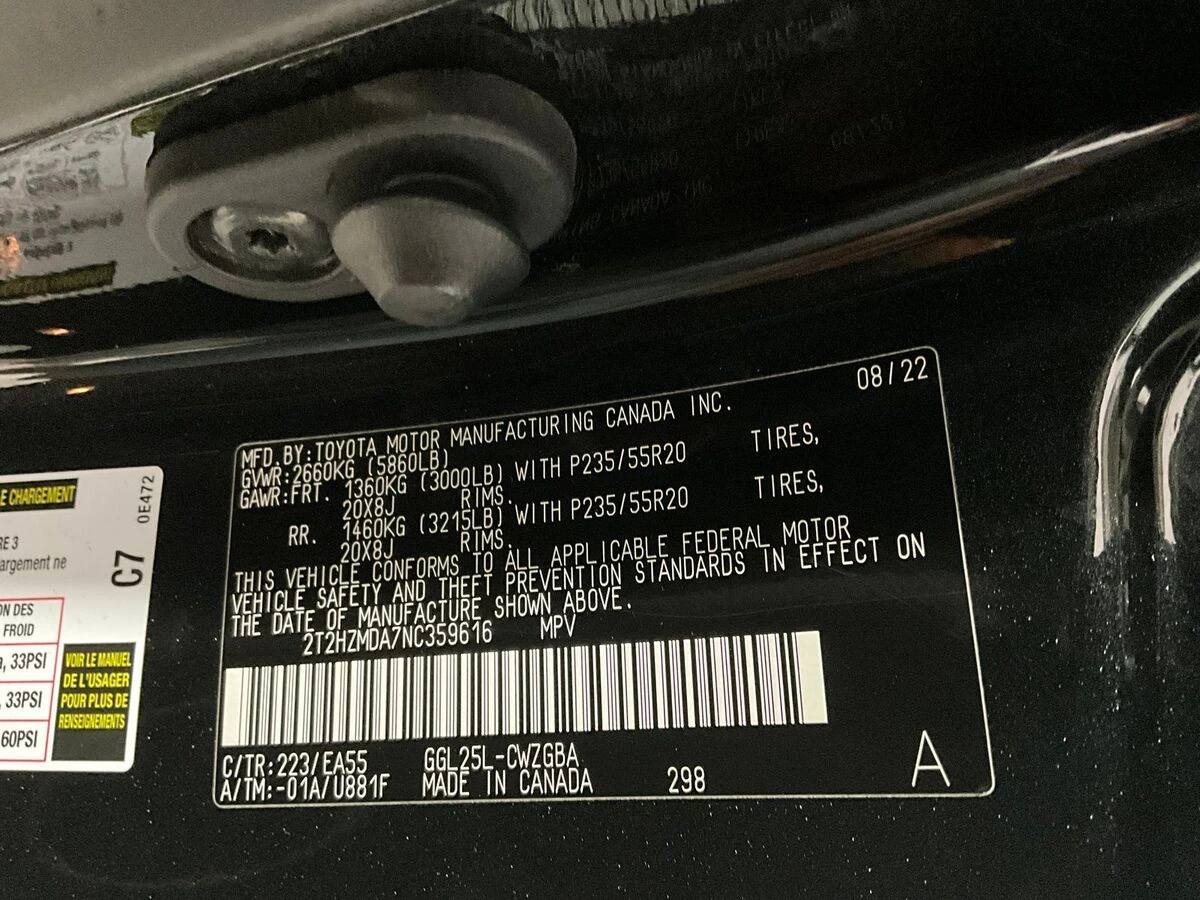 08/22
MFD. BY:TOYOTA MOTOR MANUFACTURING CANADA INC.
GVWR:2660KG (5860LB)
GAWR:FRT. 1360KG (3000LB) WITH P235/55R20 TIRES,
20X8J RIMS.
RR. 1460KG (3215LB) WITH P235/55R20 TIRES,
20X8J RIMS.
THIS VEHICLE CONFORMS TO ALL APPLICABLE FEDERAL MOTOR
VEHICLE SAFETY AND THEFT PREVENTION STANDARDS IN EFFECT ON
THE DATE OF MANUFACTURE SHOWN ABOVE.
2T2HZMDA7NC359616 MPV
C/TR:223/EA55 GGL25L-CWZGBA
A/TM:-01A/U881F MADE IN CANADA 298
A
CHARGEMENT
0E472
C7
3
ne
DES
FROID
33PSI
33PSI
60PSI
VOIR LE MANUEL
DE L'USAGER
POUR PLUS DE
RENSEIGNEMENTS